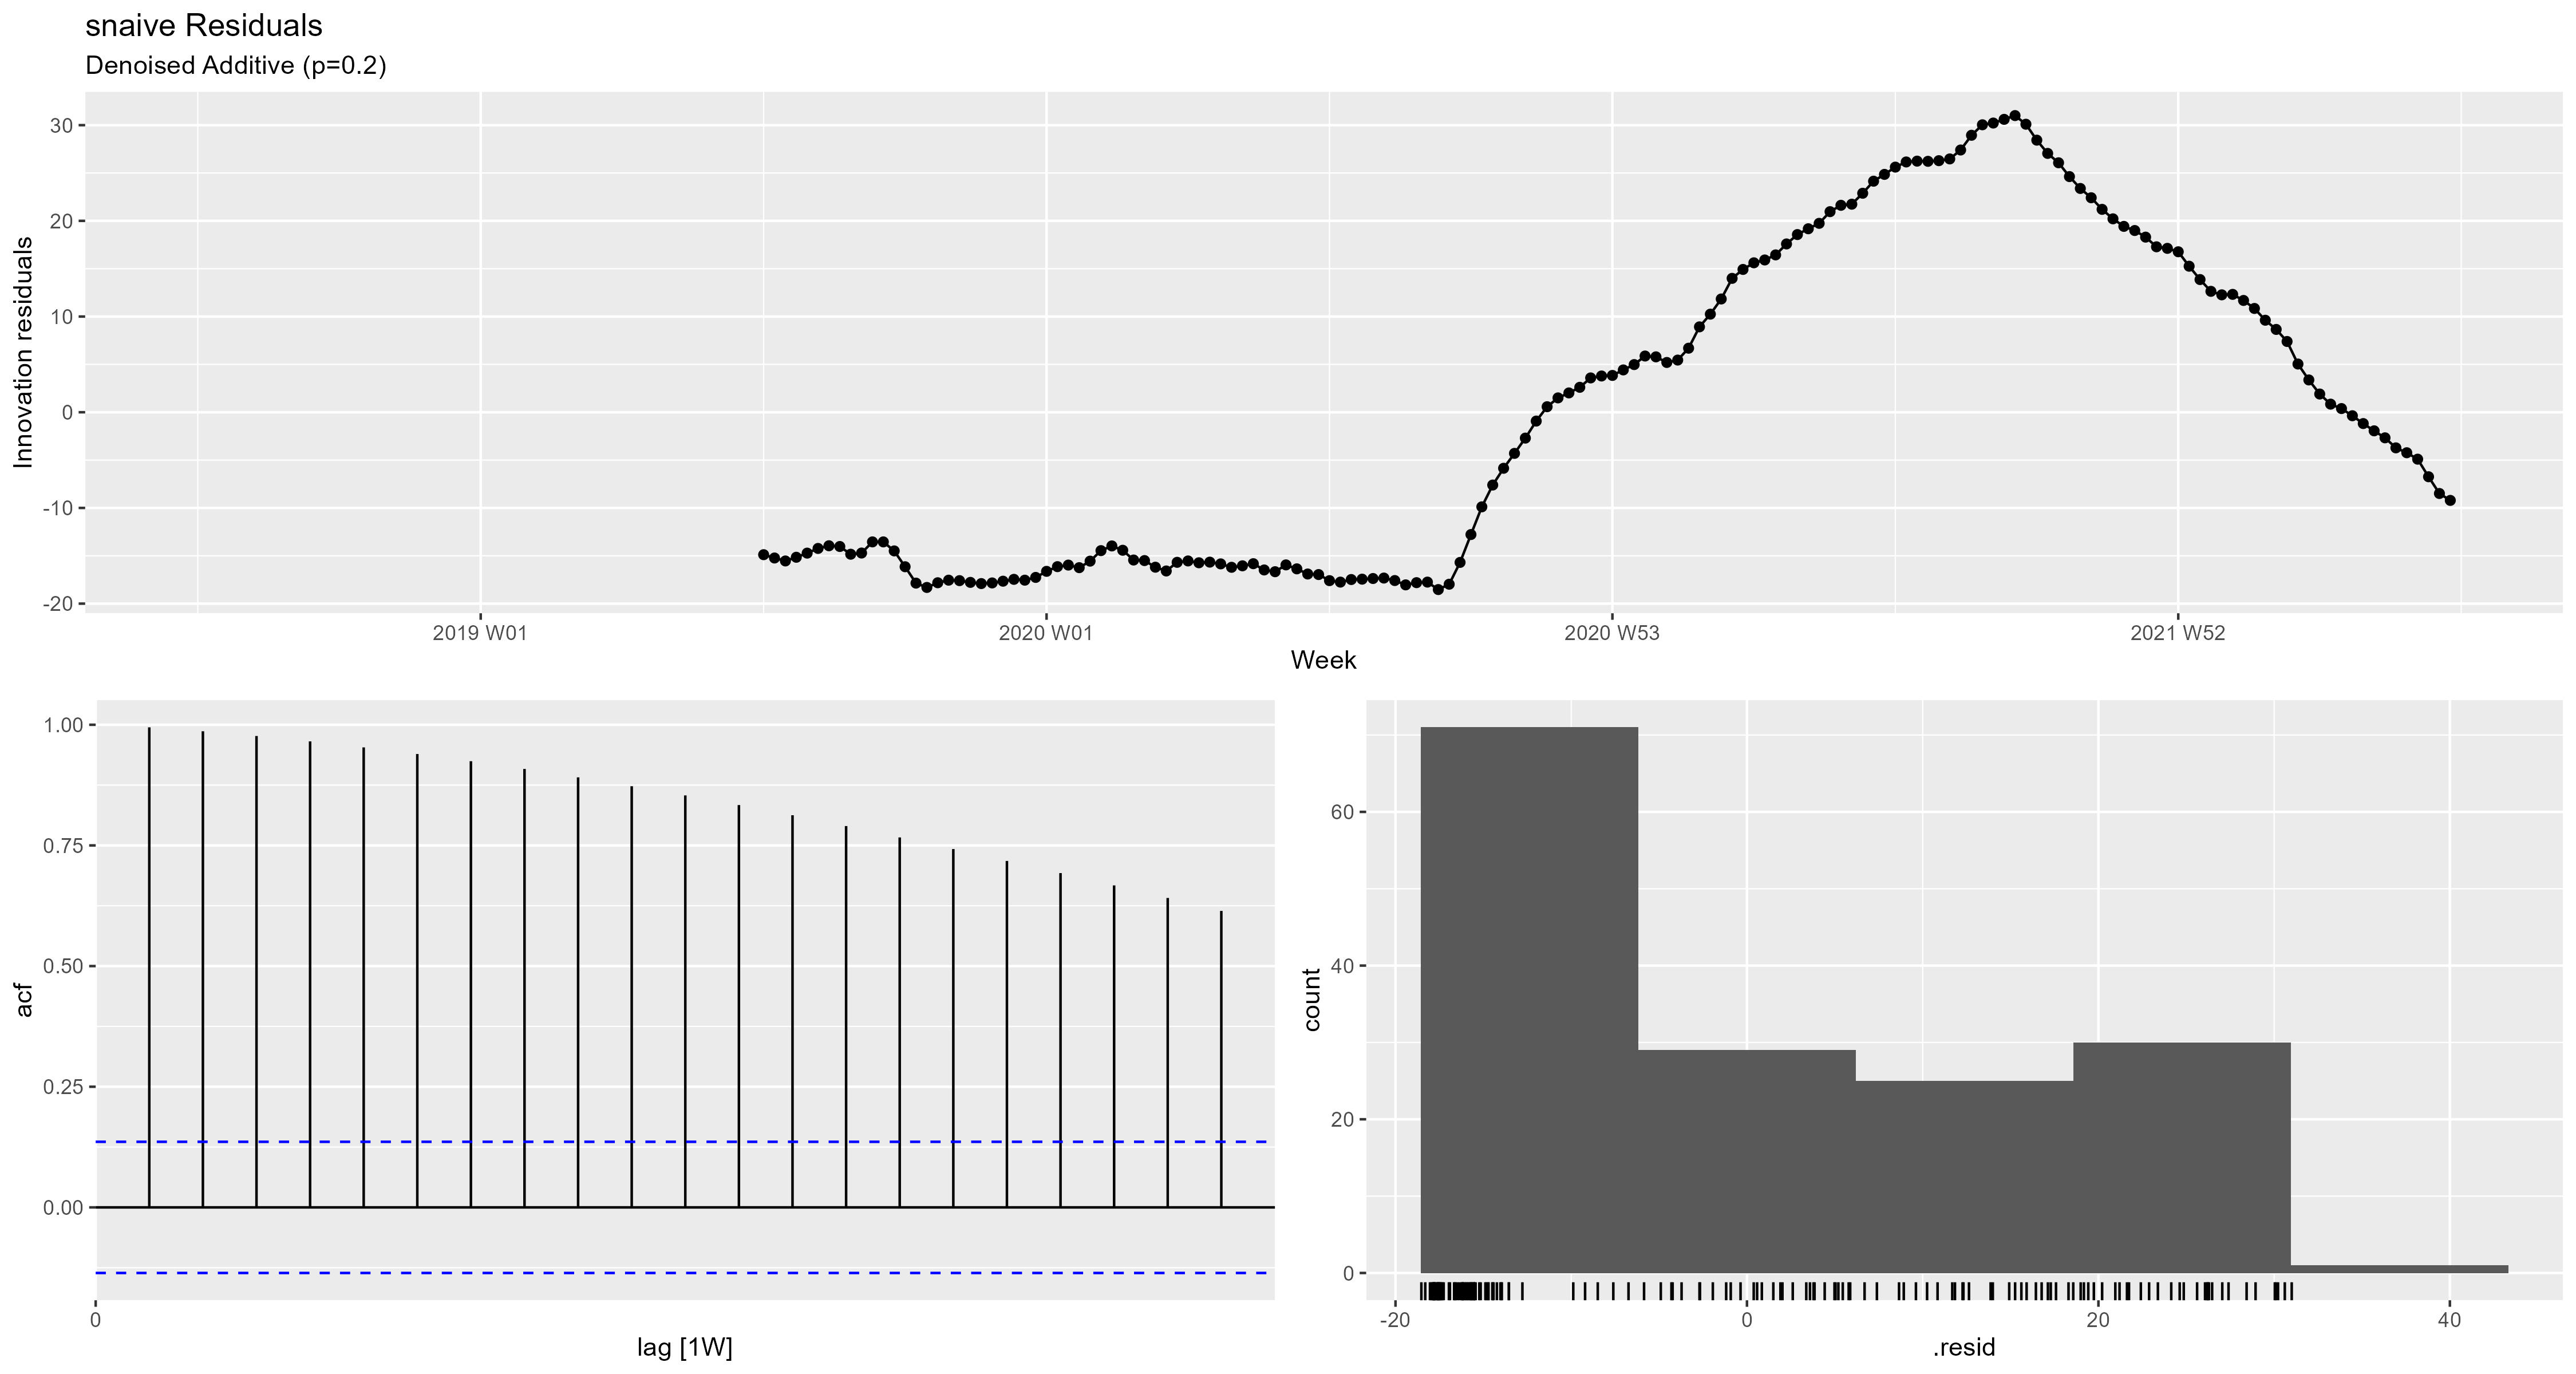 snaive Residuals
Denoised Additive (p=0.2)
Innovation residuals
30
20
10
0
-10
-20
2019 W01
2020 W01
2020 W53
2021 W52
Week
acf
1.00
0.75
0.50
0.25
0.00
0
lag [1W]
count
60
40
20
0
-20
0
20
40
.resid